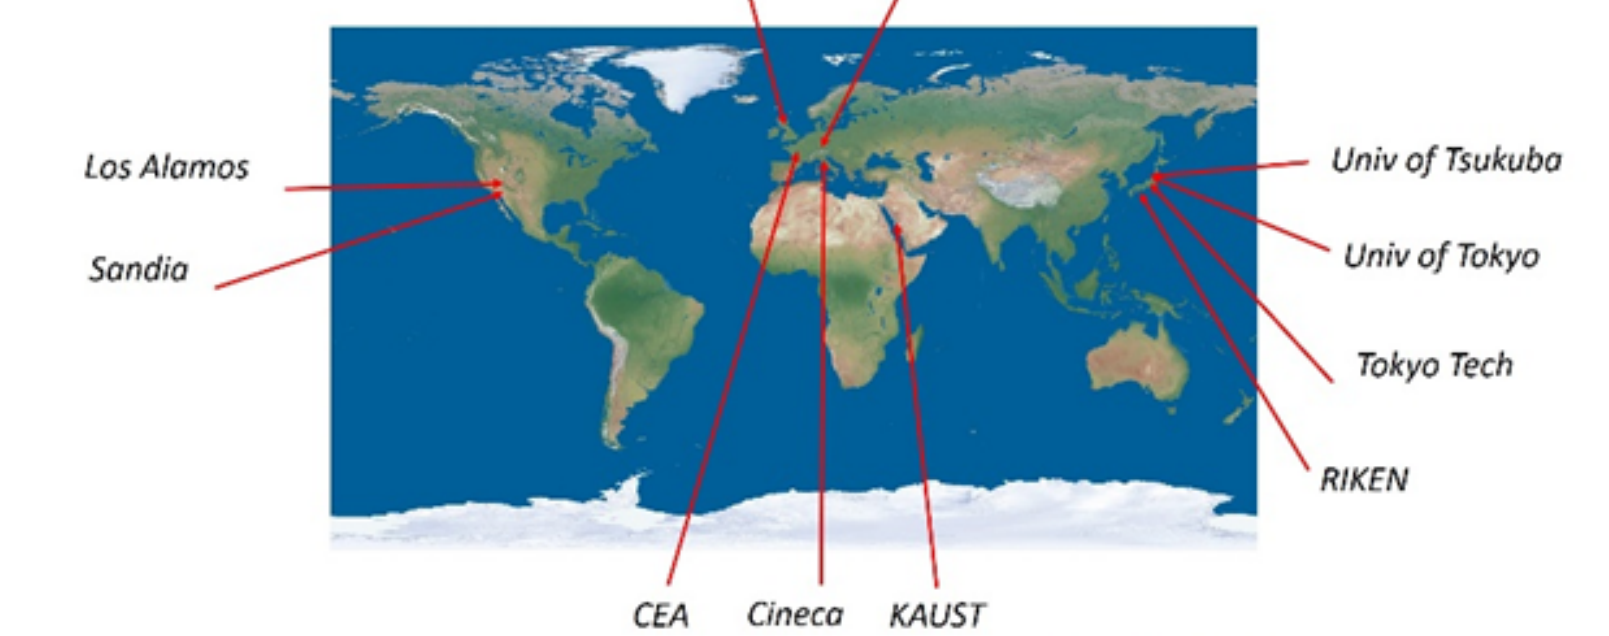 Los Alamos
Sandia
Univ of Tsukuba
Univ of Tokyo
Tokyo Tech
RIKEN
CEA
Cineca
KAUST